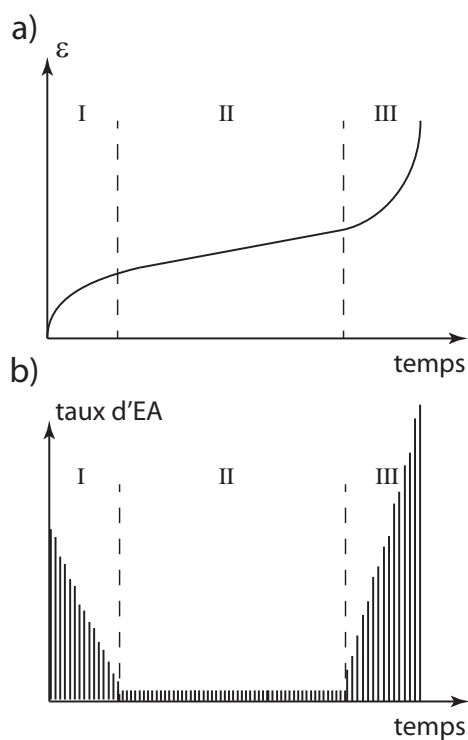 a)
ε
I II III
temps
b)
taux d'EA
I II III
temps